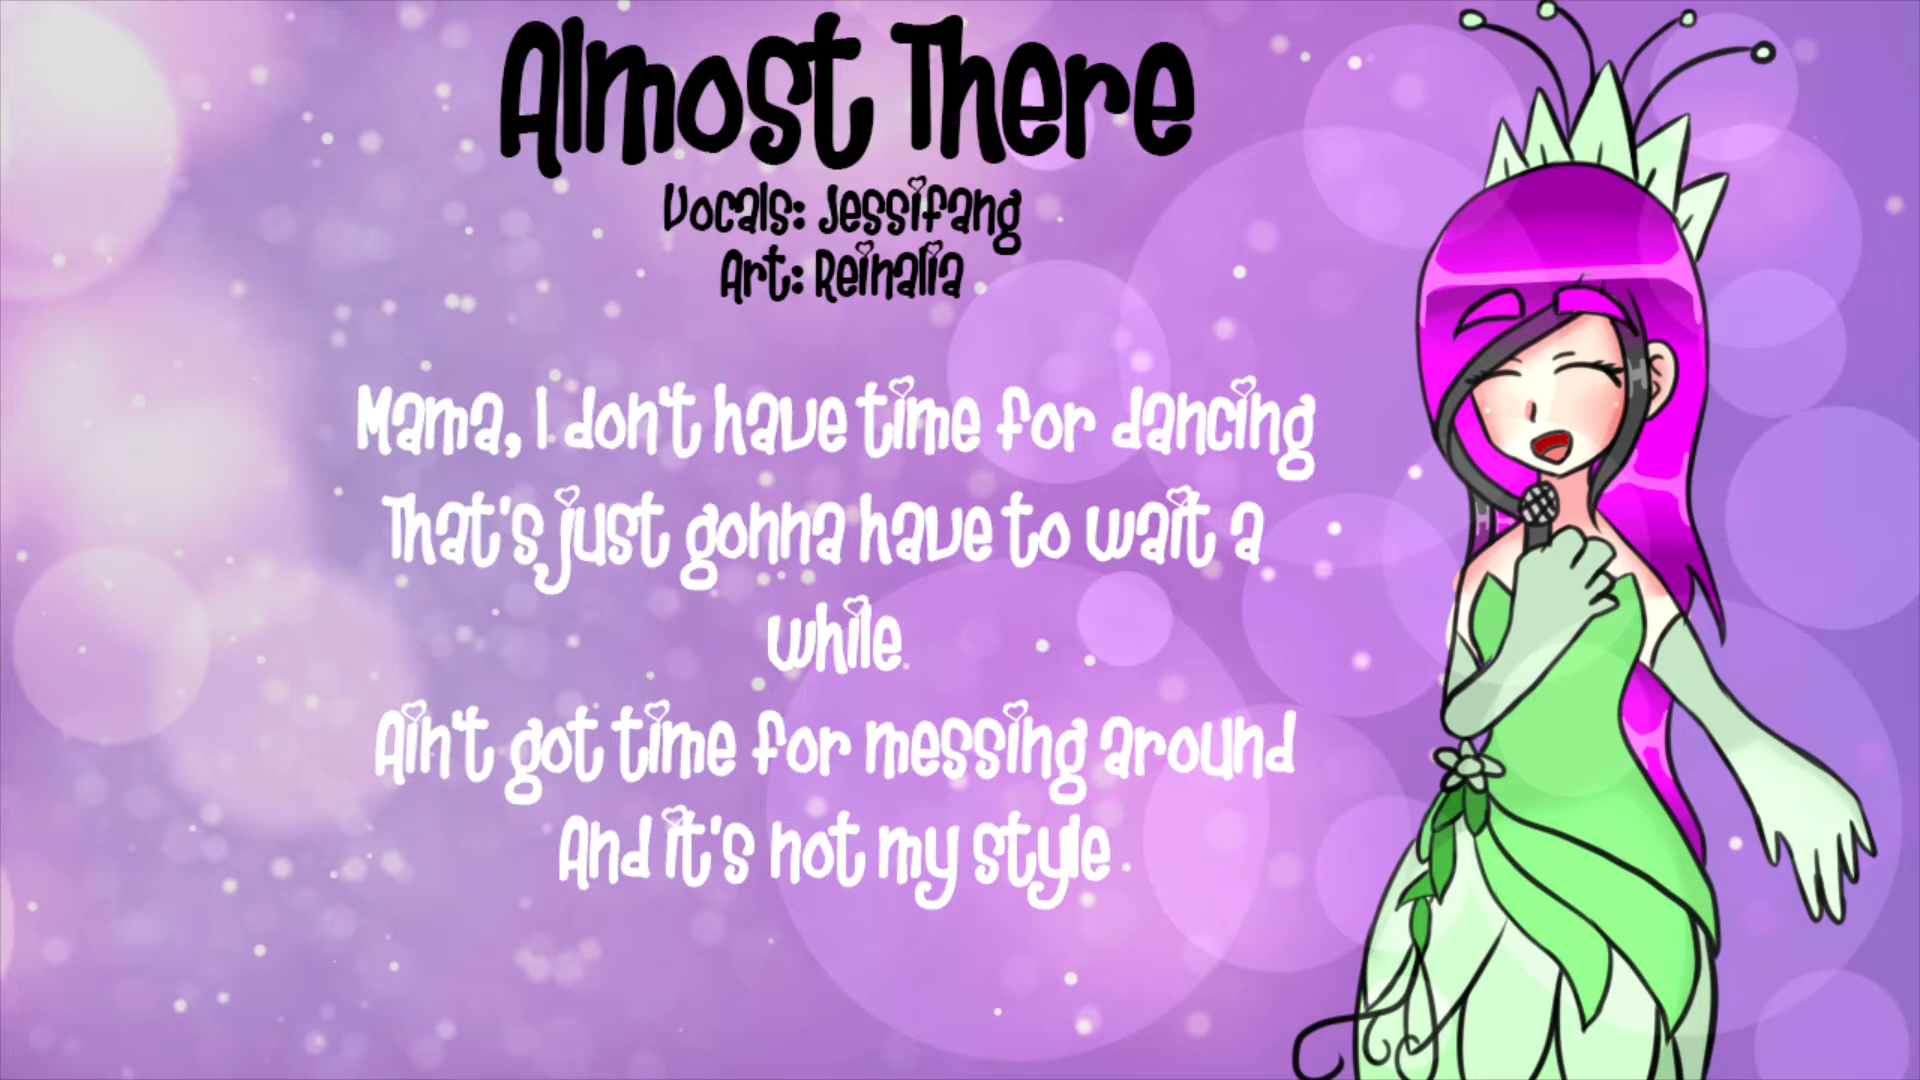 Almost There
Vocals: Jessifang
Art: Reinalia
Mama, I don't have time for dancing
That's just gonna have to wait a
while.
Ain't got time for messing around
And it's not my style